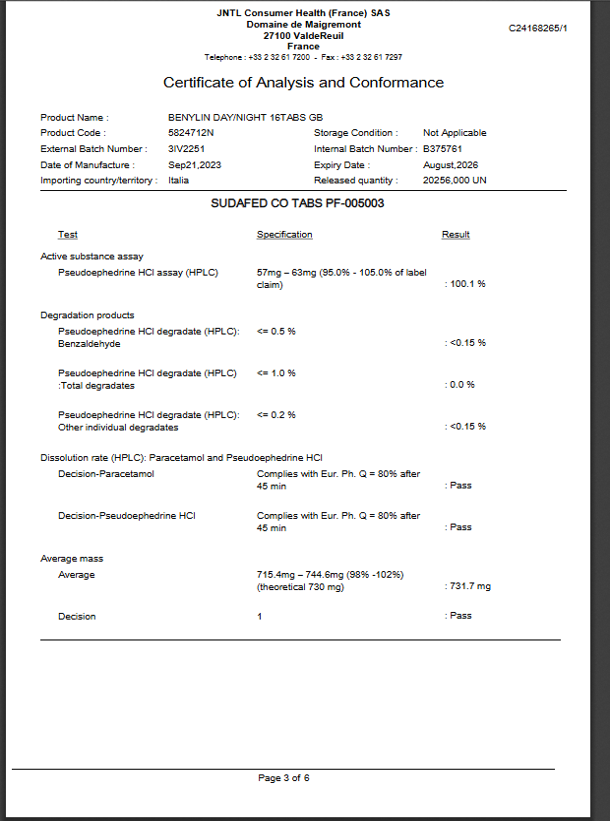 JNTL Consumer Health (France) SAS
Domaine de Maigremont
27100 ValdeReuil
France
Telephone : +33 2 32 61 7200 - Fax : +33 2 32 61 7297
C24168265/1
Certificate of Analysis and Conformance
Product Name : BENYLIN DAY/NIGHT 16TABS GB
Product Code : 5824712N Storage Condition : Not Applicable
External Batch Number : 3IV2251 Internal Batch Number : B375761
Date of Manufacture : Sep21,2023 Expiry Date : August,2026
Importing country/territory : Italia Released quantity : 20256,000 UN
SUDAFED CO TABS PF-005003
Test Specification Result
Active substance assay
Pseudoephedrine HCl assay (HPLC) 57mg – 63mg (95.0% - 105.0% of label
claim) : 100.1 %
Degradation products
Pseudoephedrine HCl degradate (HPLC): <= 0.5 %
Benzaldehyde : <0.15 %
Pseudoephedrine HCl degradate (HPLC) <= 1.0 %
:Total degradates : 0.0 %
Pseudoephedrine HCl degradate (HPLC): <= 0.2 %
Other individual degradates : <0.15 %
Dissolution rate (HPLC): Paracetamol and Pseudoephedrine HCl
Decision-Paracetamol Complies with Eur. Ph. Q = 80% after
45 min : Pass
Decision-Pseudoephedrine HCl Complies with Eur. Ph. Q = 80% after
45 min : Pass
Average mass
Average 715.4mg – 744.6mg (98% -102%)
(theoretical 730 mg) : 731.7 mg
Decision 1 : Pass
Page 3 of 6